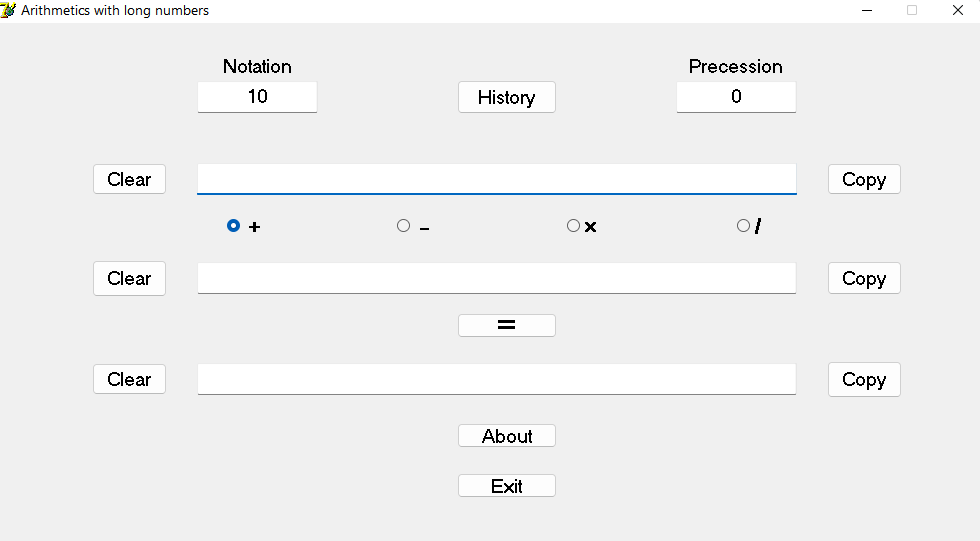 Arithmetics with long numbers
Notation Precession
10 History 0
Clear Copy
+ - x /
Clear Copy
=
Clear Copy
About
Exit